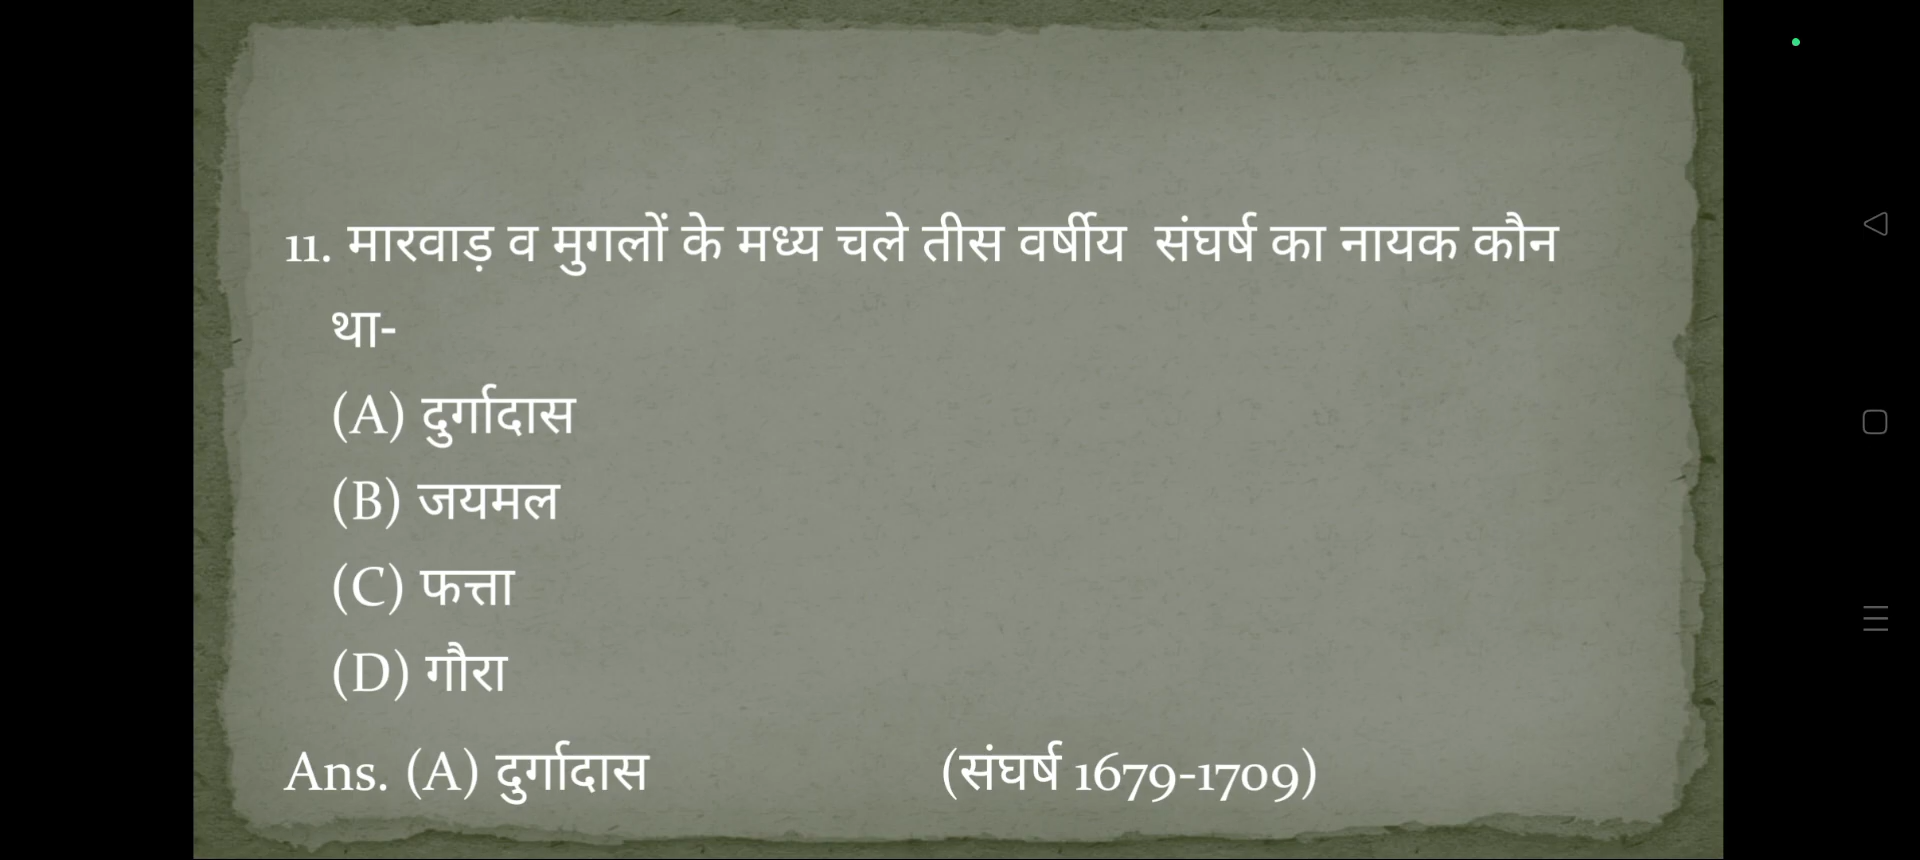 11. मारवाड़ व मुगलों के मध्य चले तीस वर्षीय संघर्ष का नायक कौन
था-
(A) दुर्गादास
(B) जयमल
(C) फत्ता
(D) गौरा
Ans. (A) दुर्गादास (संघर्ष 1679-1709)